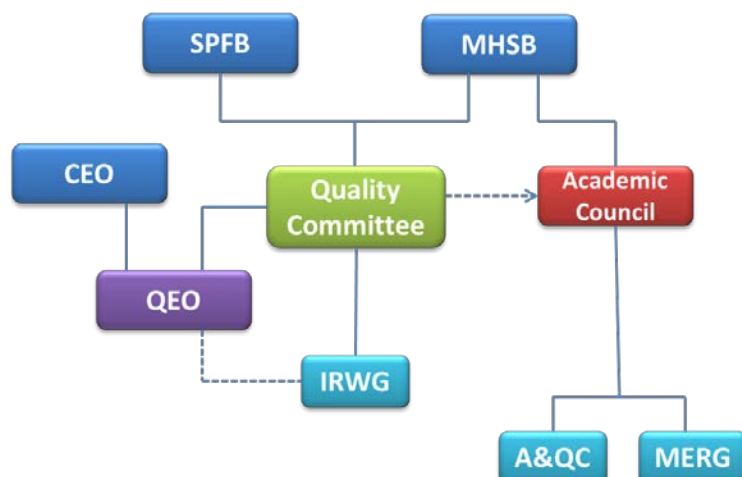 SPFB
MHSB
CEO
Quality
Committee
Academic
Council
QEO
IRWG
A&QC
MERG